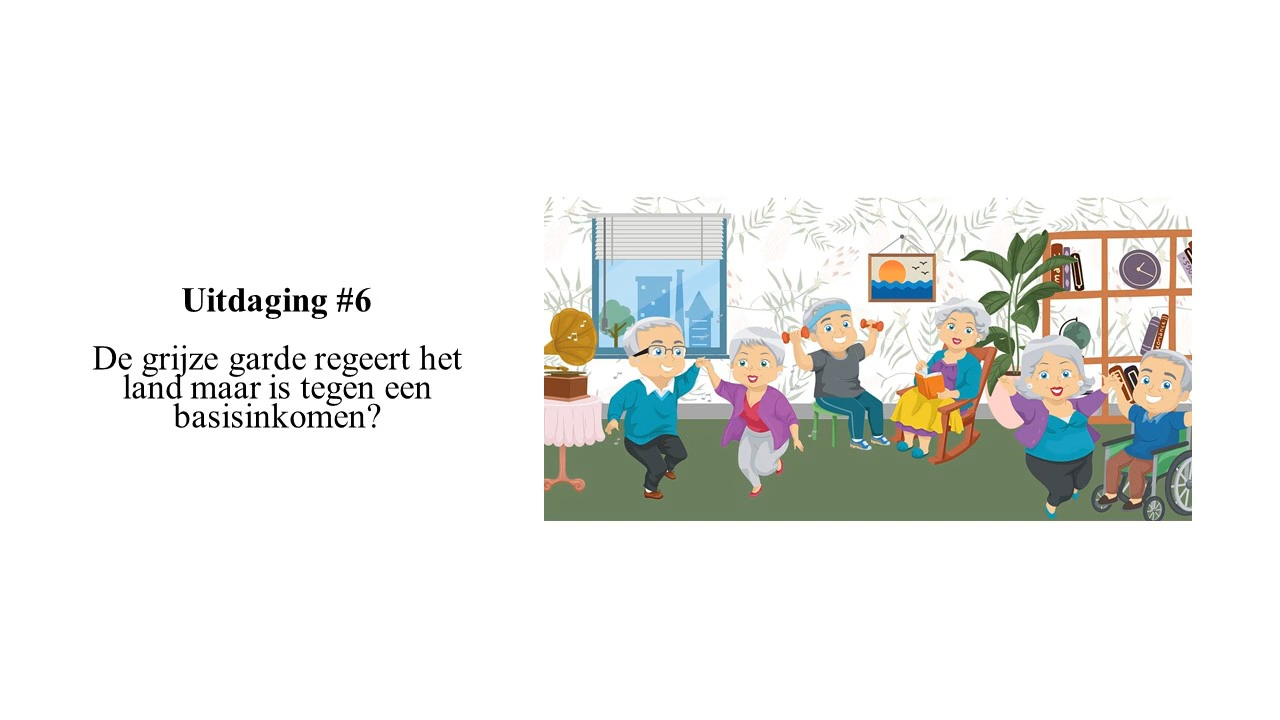 Uitdaging #6
De grijze garde regeert het
land maar is tegen een
basisinkomen?